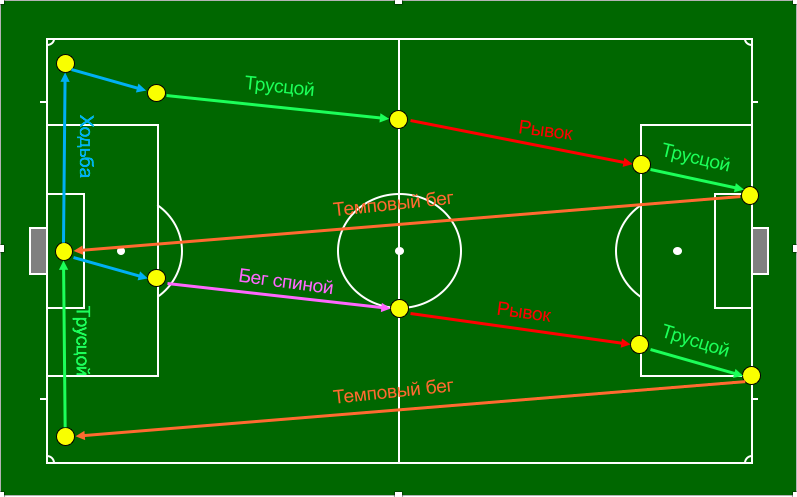 Трусцой
Рывок
Трусцой
Ходьба
Темповый бег
Бег спиной
Рывок
Трусцой
Трусцой
Темповый бег